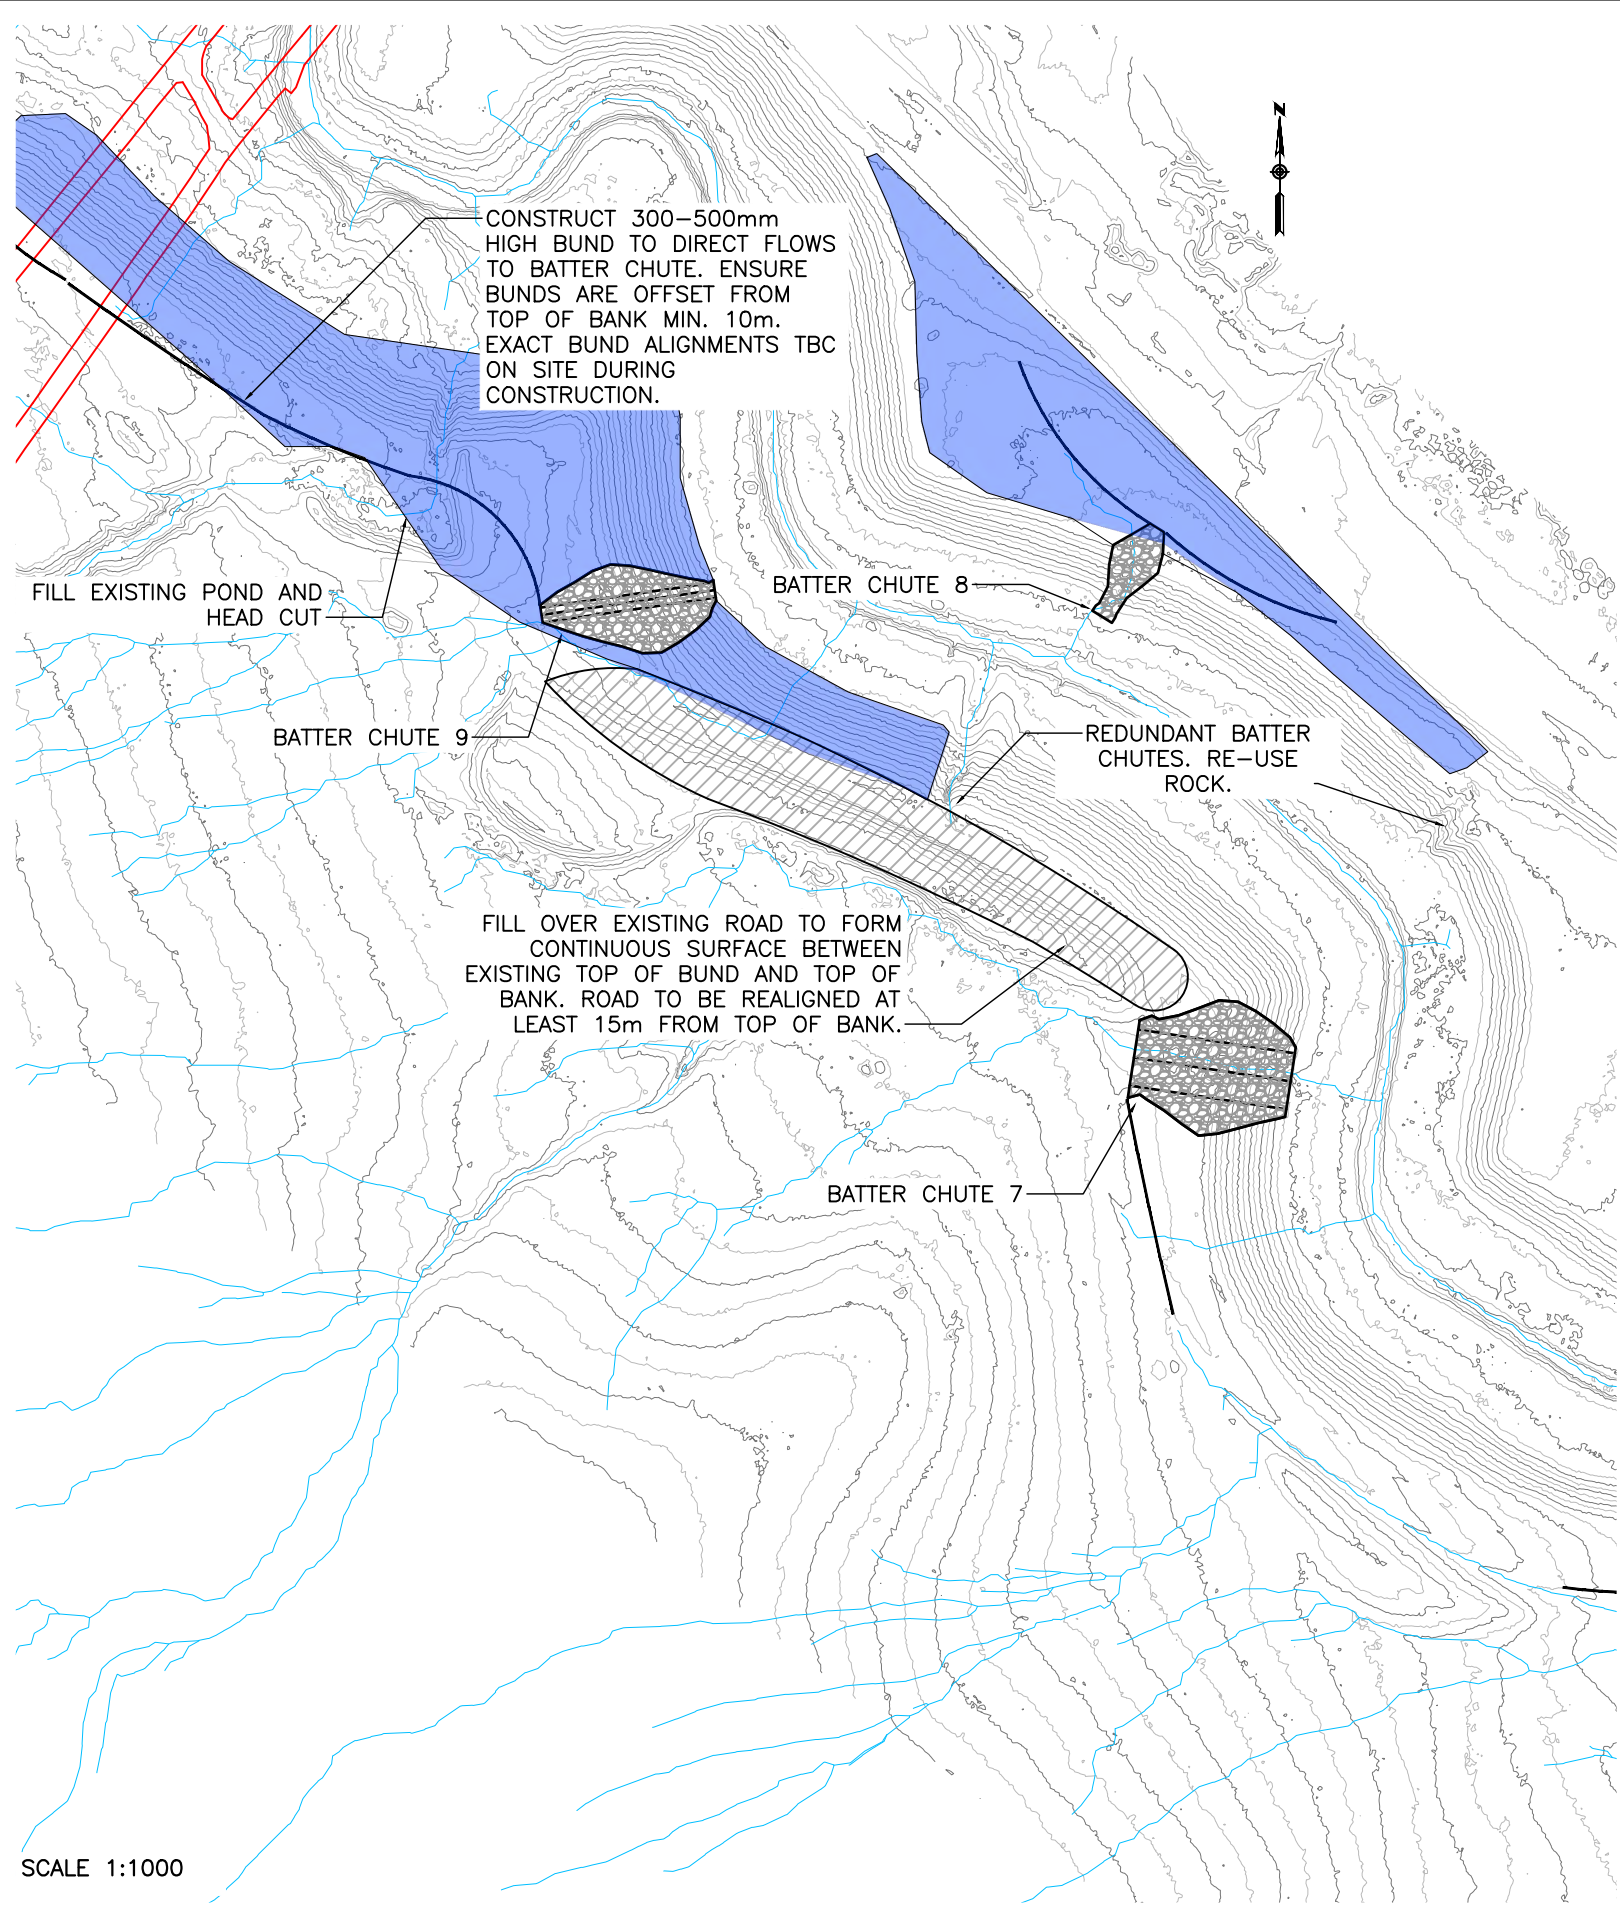 N
CONSTRUCT 300-500mm
HIGH BUND TO DIRECT FLOWS
TO BATTER CHUTE. ENSURE
BUNDS ARE OFFSET FROM
TOP OF BANK MIN. 10m.
EXACT BUND ALIGNMENTS TBC
ON SITE DURING
CONSTRUCTION.
FILL EXISTING POND AND
HEAD CUT
BATTER CHUTE 8
BATTER CHUTE 9
REDUNDANT BATTER
CHUTES. RE-USE
ROCK.
FILL OVER EXISTING ROAD TO FORM
CONTINUOUS SURFACE BETWEEN
EXISTING TOP OF BUND AND TOP OF
BANK. ROAD TO BE REALIGNED AT
LEAST 15m FROM TOP OF BANK.
BATTER CHUTE 7
SCALE 1:1000